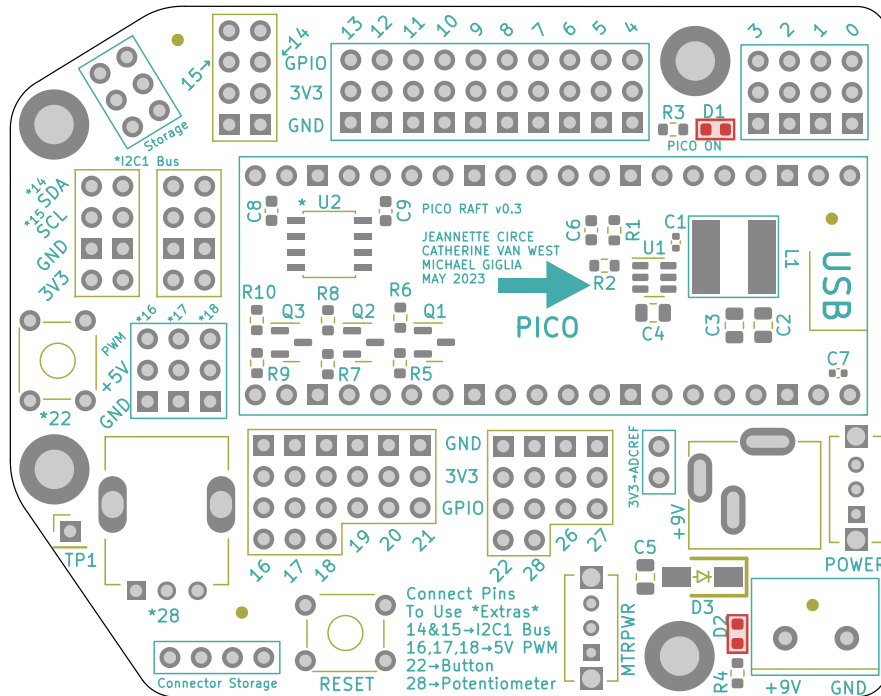 13 12 11 10 9 8 7 6 5 4
3 2 1 0
←14
15→
GPIO
3V3
GND
Storage
R3
D1
PICO ON
*I2C1 Bus
*14
SDA
*15
SCL
GND
3V3
C8
*
U2
C9
PICO RAFT v0.3
JEANNETTE CIRCE
CATHERINE VAN WEST
MICHAEL GIGLIA
MAY 2023
PICO
C6
R1
C1
U1
R2
C4
L1
C3
C2
USB
C7
R10
Q3
R8
Q2
R6
Q1
R9
R7
R5
*16 *17 *18
PWM
+5V
GND
*22
GND
3V3
GPIO
16 17 18 19 20 21
22 28 26 27
3V3→ADCREF
+9V
POWER
TP1
*28
C5
D3
Connect Pins
To Use *Extras*
14&15→I2C1 Bus
16,17,18→5V PWM
22→Button
28→Potentiometer
RESET
Connector Storage
MTRPWR
D2
R4
+9V
GND